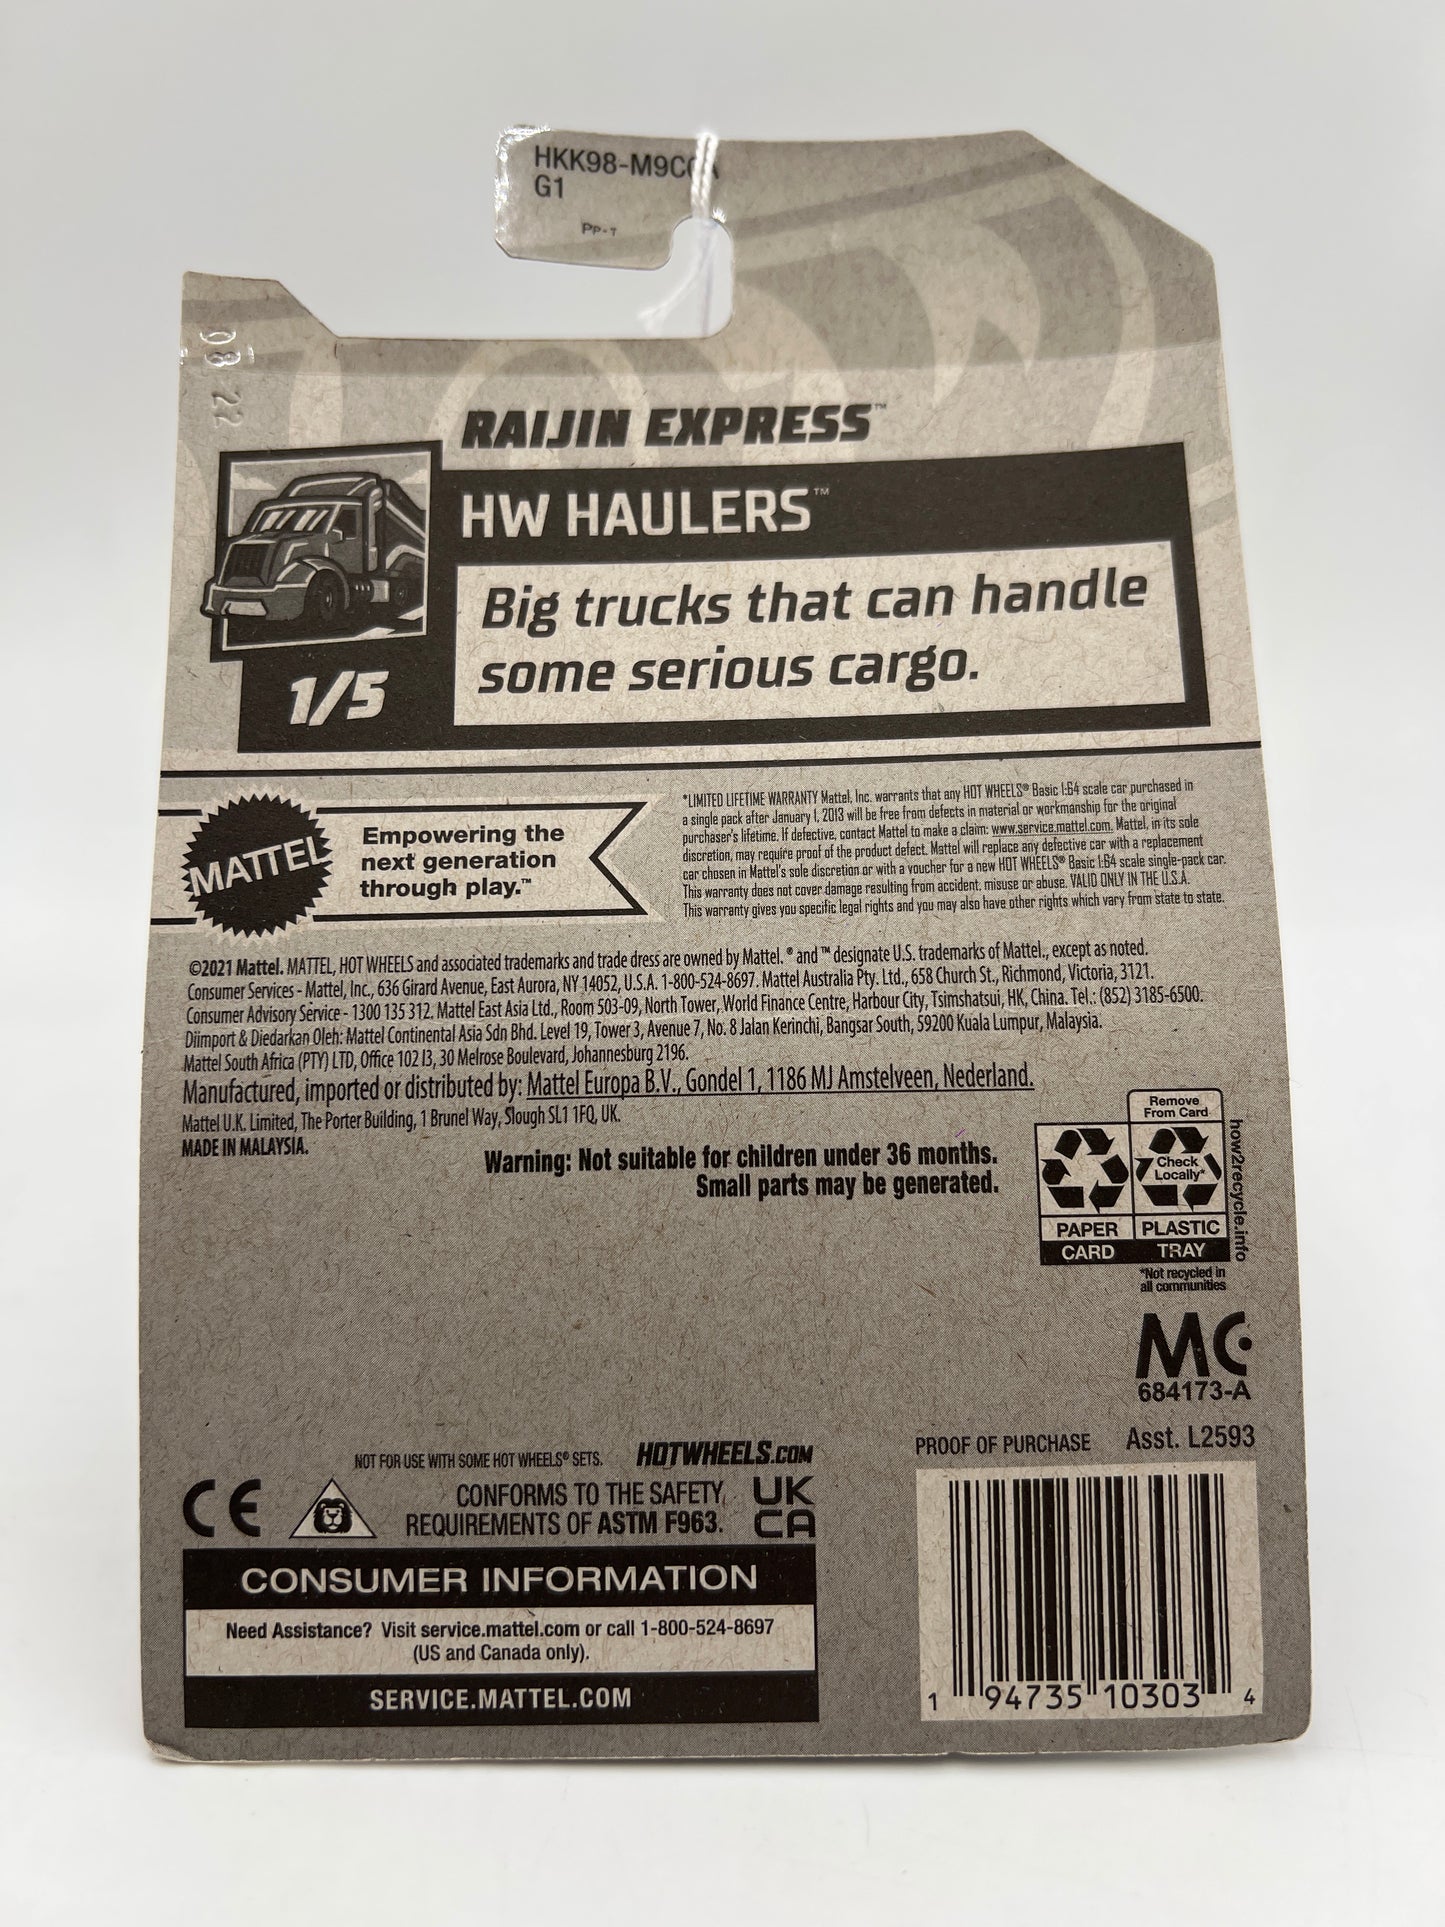 HKK98-M9C
G1
PP-T
08 22
RAIJIN EXPRESS™
HW HAULERS™
Big trucks that can handle
some serious cargo.
1/5
MATTEL
Empowering the
next generation
through play.™
*LIMITED LIFETIME WARRANTY Mattel, Inc. warrants that any HOT WHEELS® Basic 1:64 scale car purchased in
a single pack after January 1, 2013 will be free from defects in material or workmanship for the original
purchaser's lifetime. If defective, contact Mattel to make a claim: www.service.mattel.com. Mattel, in its sole
discretion, may require proof of the product defect. Mattel will replace any defective car with a replacement
car chosen in Mattel's sole discretion or with a voucher for a new HOT WHEELS® Basic 1:64 scale single-pack car.
This warranty does not cover damage resulting from accident, misuse or abuse. VALID ONLY IN THE U.S.A.
This warranty gives you specific legal rights and you may also have other rights which vary from state to state.
©2021 Mattel. MATTEL, HOT WHEELS and associated trademarks and trade dress are owned by Mattel. ® and ™ designate U.S. trademarks of Mattel., except as noted.
Consumer Services - Mattel, Inc., 636 Girard Avenue, East Aurora, NY 14052, U.S.A. 1-800-524-8697. Mattel Australia Pty. Ltd., 658 Church St., Richmond, Victoria, 3121.
Consumer Advisory Service - 1300 135 312. Mattel East Asia Ltd., Room 503-09, North Tower, World Finance Centre, Harbour City, Tsimshatsui, HK, China. Tel.: (852) 3185-6500.
Diimport & Diedarkan Oleh: Mattel Continental Asia Sdn Bhd. Level 19, Tower 3, Avenue 7, No. 8 Jalan Kerinchi, Bangsar South, 59200 Kuala Lumpur, Malaysia.
Mattel South Africa (PTY) LTD, Office 102 I3, 30 Melrose Boulevard, Johannesburg 2196.
Manufactured, imported or distributed by: Mattel Europa B.V., Gondel 1, 1186 MJ Amstelveen, Nederland.
Mattel U.K. Limited, The Porter Building, 1 Brunel Way, Slough SL1 1FQ, UK.
MADE IN MALAYSIA.
Warning: Not suitable for children under 36 months.
Small parts may be generated.
Remove
From Card
Check
Locally*
PAPER
PLASTIC
CARD
TRAY
how2recycle.info
*Not recycled in
all communities
MC
684173-A
NOT FOR USE WITH SOME HOT WHEELS® SETS.
HOTWHEELS.COM
PROOF OF PURCHASE
Asst. L2593
CE
CONFORMS TO THE SAFETY
REQUIREMENTS OF ASTM F963.
UK
CA
CONSUMER INFORMATION
Need Assistance? Visit service.mattel.com or call 1-800-524-8697
(US and Canada only).
SERVICE.MATTEL.COM
1 94735 10303 4